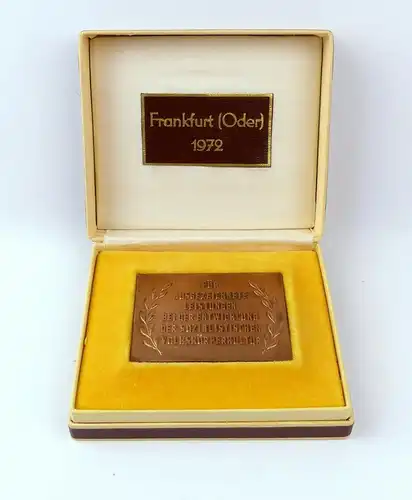 Frankfurt (Oder)
1972
FÜR
AUSGEZEICHNETE
LEISTUNGEN
BEI DER ENTWICKLUNG
DER SOZIALISTISCHEN
VOLKSKÖRPERKULTUR